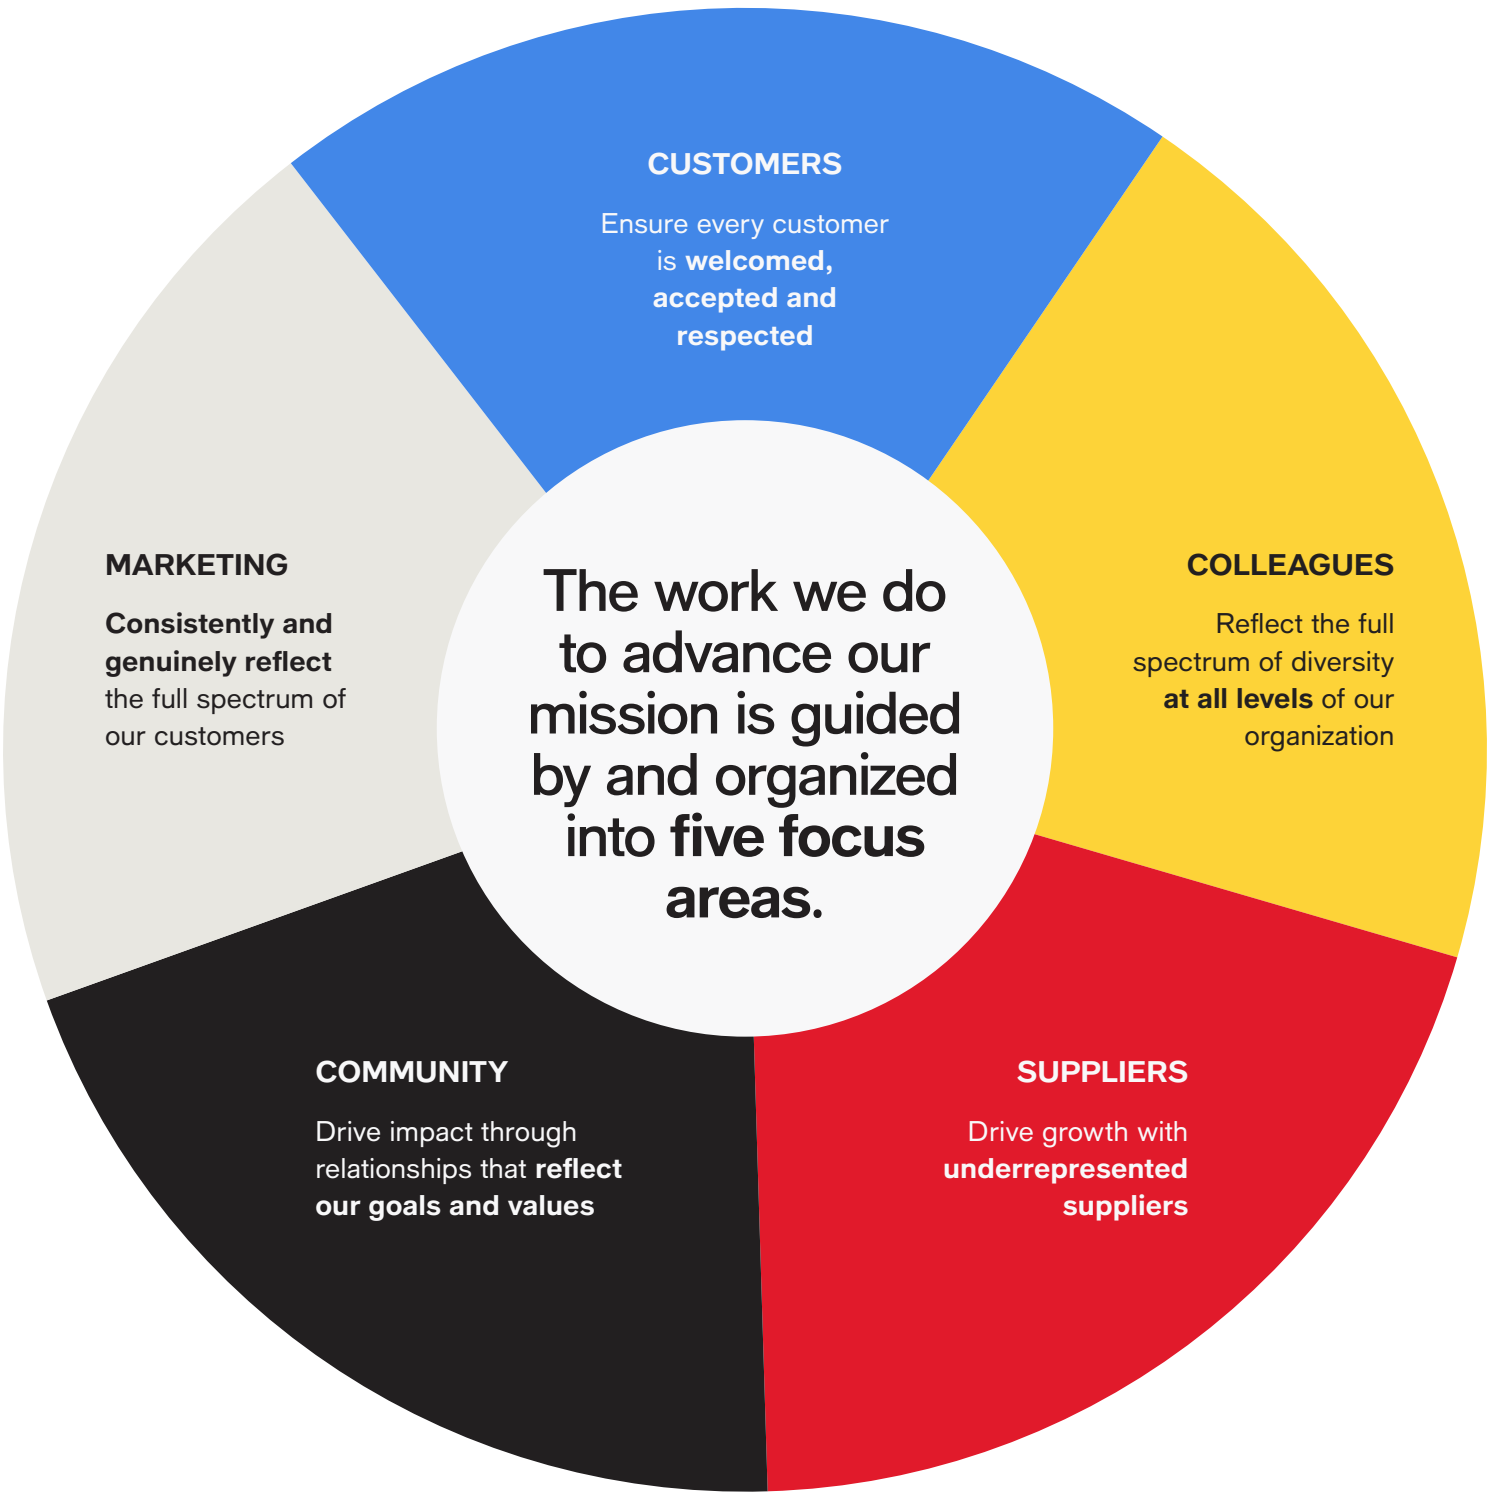 CUSTOMERS
Ensure every customer
is welcomed,
accepted and
respected
COLLEAGUES
Reflect the full
spectrum of diversity
at all levels of our
organization
SUPPLIERS
Drive growth with
underrepresented
suppliers
COMMUNITY
Drive impact through
relationships that reflect
our goals and values
MARKETING
Consistently and
genuinely reflect
the full spectrum of
our customers
The work we do
to advance our
mission is guided
by and organized
into five focus
areas.